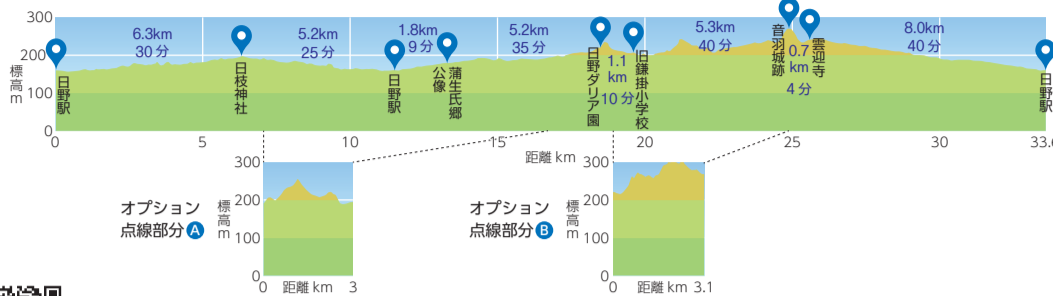 300
200
100
0
標高m
6.3km
30分
5.2km
25分
1.8km
9分
5.2km
35分
1.1
km
10分
5.3km
40分
0.7
km
4分
8.0km
40分
日野駅
日枝神社
日野駅
蒲生氏郷
公像
日野ダリア園
旧鎌掛小学校
音羽城跡
雲迎寺
日野駅
0
5
10
15
20
25
30
33.6
距離 km
オプション
点線部分A
標高m
300
200
100
0
0 距離 km 3
オプション
点線部分B
標高m
300
200
100
0
0 距離 km 3.1